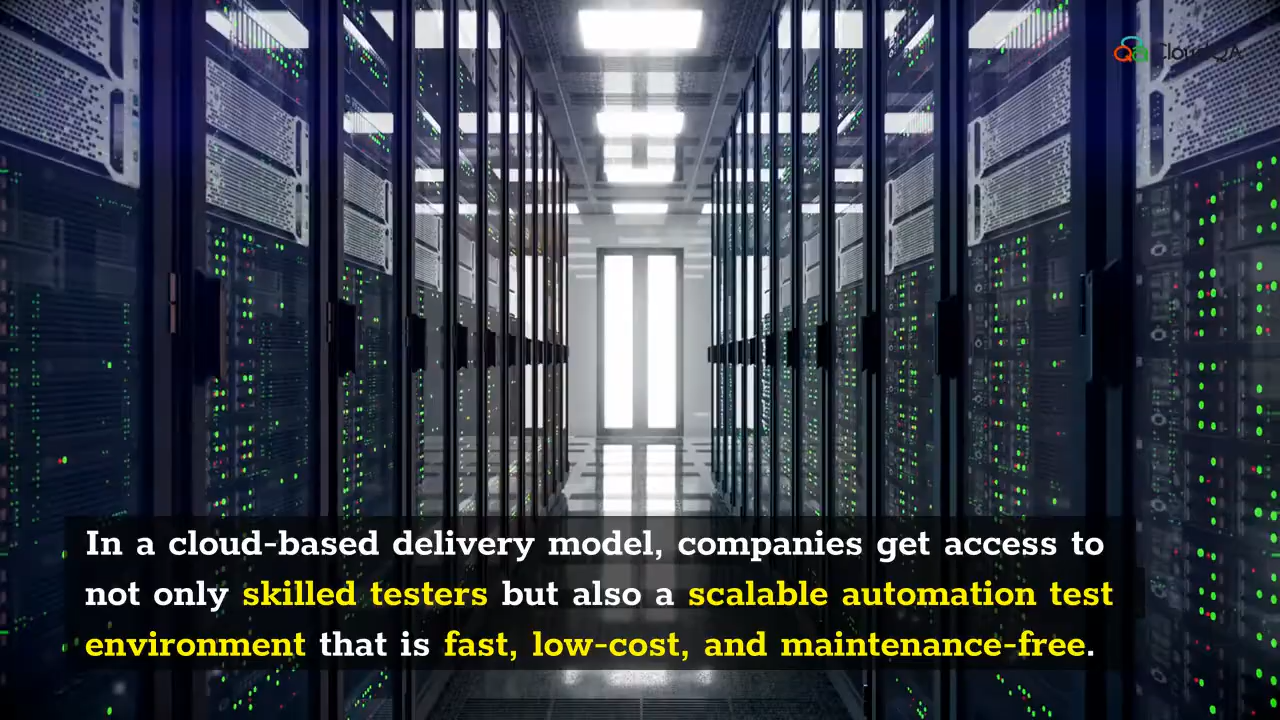 CloudQA
In a cloud-based delivery model, companies get access to
not only skilled testers but also a scalable automation test
environment that is fast, low-cost, and maintenance-free.